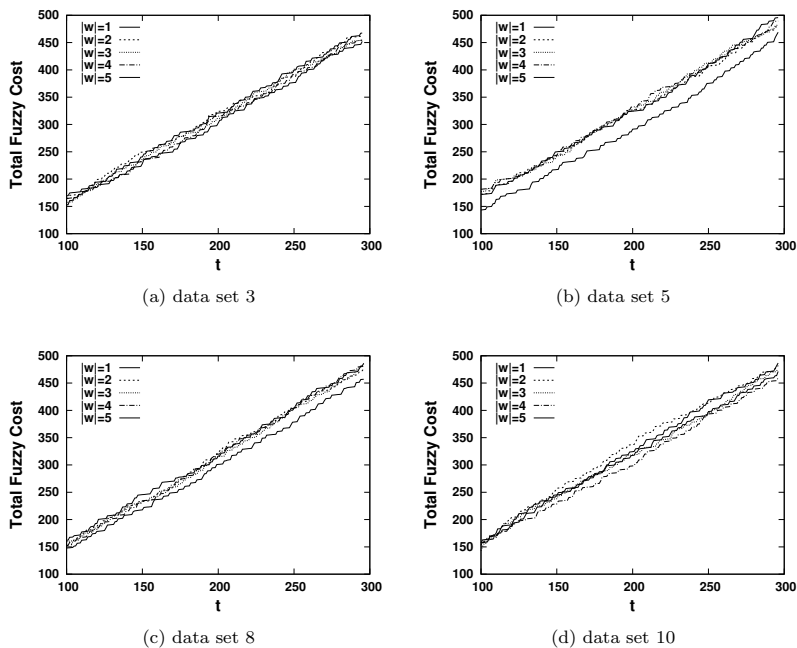 500
450
400
350
300
250
200
150
100
Total Fuzzy Cost
|w|=1
|w|=2
|w|=3
|w|=4
|w|=5
100 150 200 250 300
t
(a) data set 3
500
450
400
350
300
250
200
150
100
Total Fuzzy Cost
|w|=1
|w|=2
|w|=3
|w|=4
|w|=5
100 150 200 250 300
t
(b) data set 5
500
450
400
350
300
250
200
150
100
Total Fuzzy Cost
|w|=1
|w|=2
|w|=3
|w|=4
|w|=5
100 150 200 250 300
t
(c) data set 8
500
450
400
350
300
250
200
150
100
Total Fuzzy Cost
|w|=1
|w|=2
|w|=3
|w|=4
|w|=5
100 150 200 250 300
t
(d) data set 10